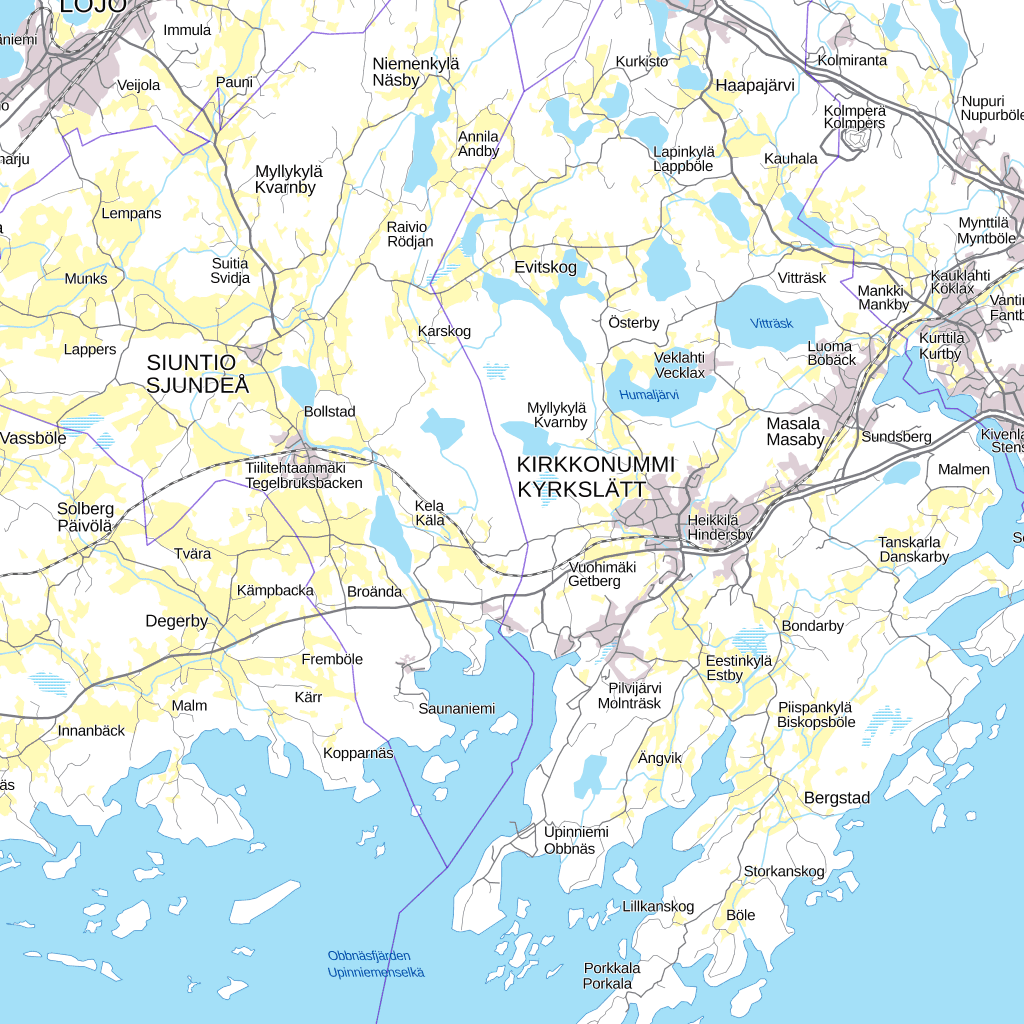 LOJO
Immula
Veijola
Pauni
Niemenkylä
Näsby
Kurkisto
Haapajärvi
Kolmiranta
Kolmperä
Kolmpers
Nupuri
Nupurböle
Annila
Andby
Lapinkylä
Lappböle
Kauhala
Myllykylä
Kvarnby
Lempans
Raivio
Rödjan
Mynttilä
Myntböle
Suitia
Svidja
Munks
Evitskog
Vitträsk
Kauklahti
Köklax
Mankki
Mankby
Karskog
Österby
Vitträsk
Kurttila
Kurtby
Lappers
SIUNTIO
SJUNDEÅ
Veklahti
Vecklax
Luoma
Bobäck
Humaljärvi
Bollstad
Myllykylä
Kvarnby
Masala
Masaby
Sundsberg
Vassböle
Tiilitehtaanmäki
Tegelbruksbacken
KIRKKONUMMI
KYRKSLÄTT
Malmen
Solberg
Päivölä
Kela
Käla
Heikkilä
Hindersby
Tvära
Tanskarla
Danskarby
Vuohimäki
Getberg
Kämpbacka
Broända
Degerby
Bondarby
Fremböle
Eestinkylä
Estby
Kärr
Malm
Pilvijärvi
Molnträsk
Saunaniemi
Piispankylä
Biskopsböle
Innanbäck
Kopparnäs
Ängvik
Bergstad
Upinniemi
Obbnäs
Storkanskog
Lillkanskog
Böle
Obbnäsfjärden
Upinniemenselkä
Porkkala
Porkala